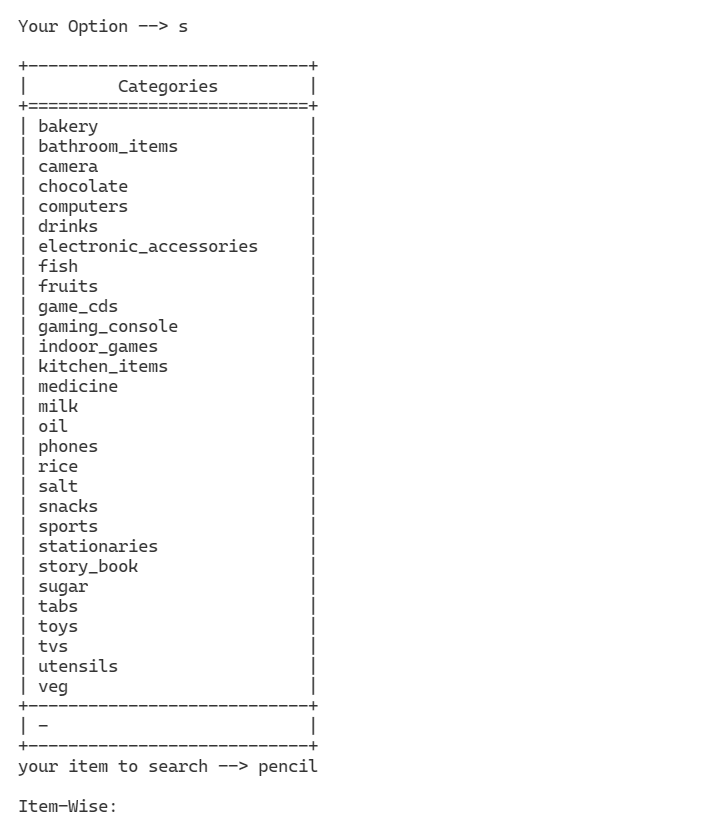 Your Option --> s
+----------------------------+
|         Categories         |
+============================+
| bakery                     |
| bathroom_items             |
| camera                     |
| chocolate                  |
| computers                  |
| drinks                     |
| electronic_accessories     |
| fish                       |
| fruits                     |
| game_cds                   |
| gaming_console             |
| indoor_games               |
| kitchen_items              |
| medicine                   |
| milk                       |
| oil                        |
| phones                     |
| rice                       |
| salt                       |
| snacks                     |
| sports                     |
| stationaries               |
| story_book                 |
| sugar                      |
| tabs                       |
| toys                       |
| tvs                        |
| utensils                   |
| veg                        |
+----------------------------+
| -                          |
+----------------------------+
your item to search --> pencil
Item-Wise: